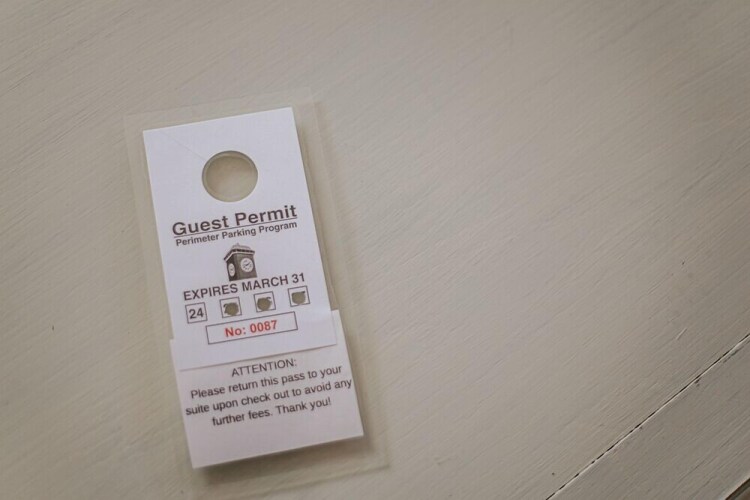 Guest Permit
Perimeter Parking Program
EXPIRES MARCH 31
24
No: 0087
ATTENTION:
Please return this pass to your
suite upon check out to avoid any
further fees. Thank you!